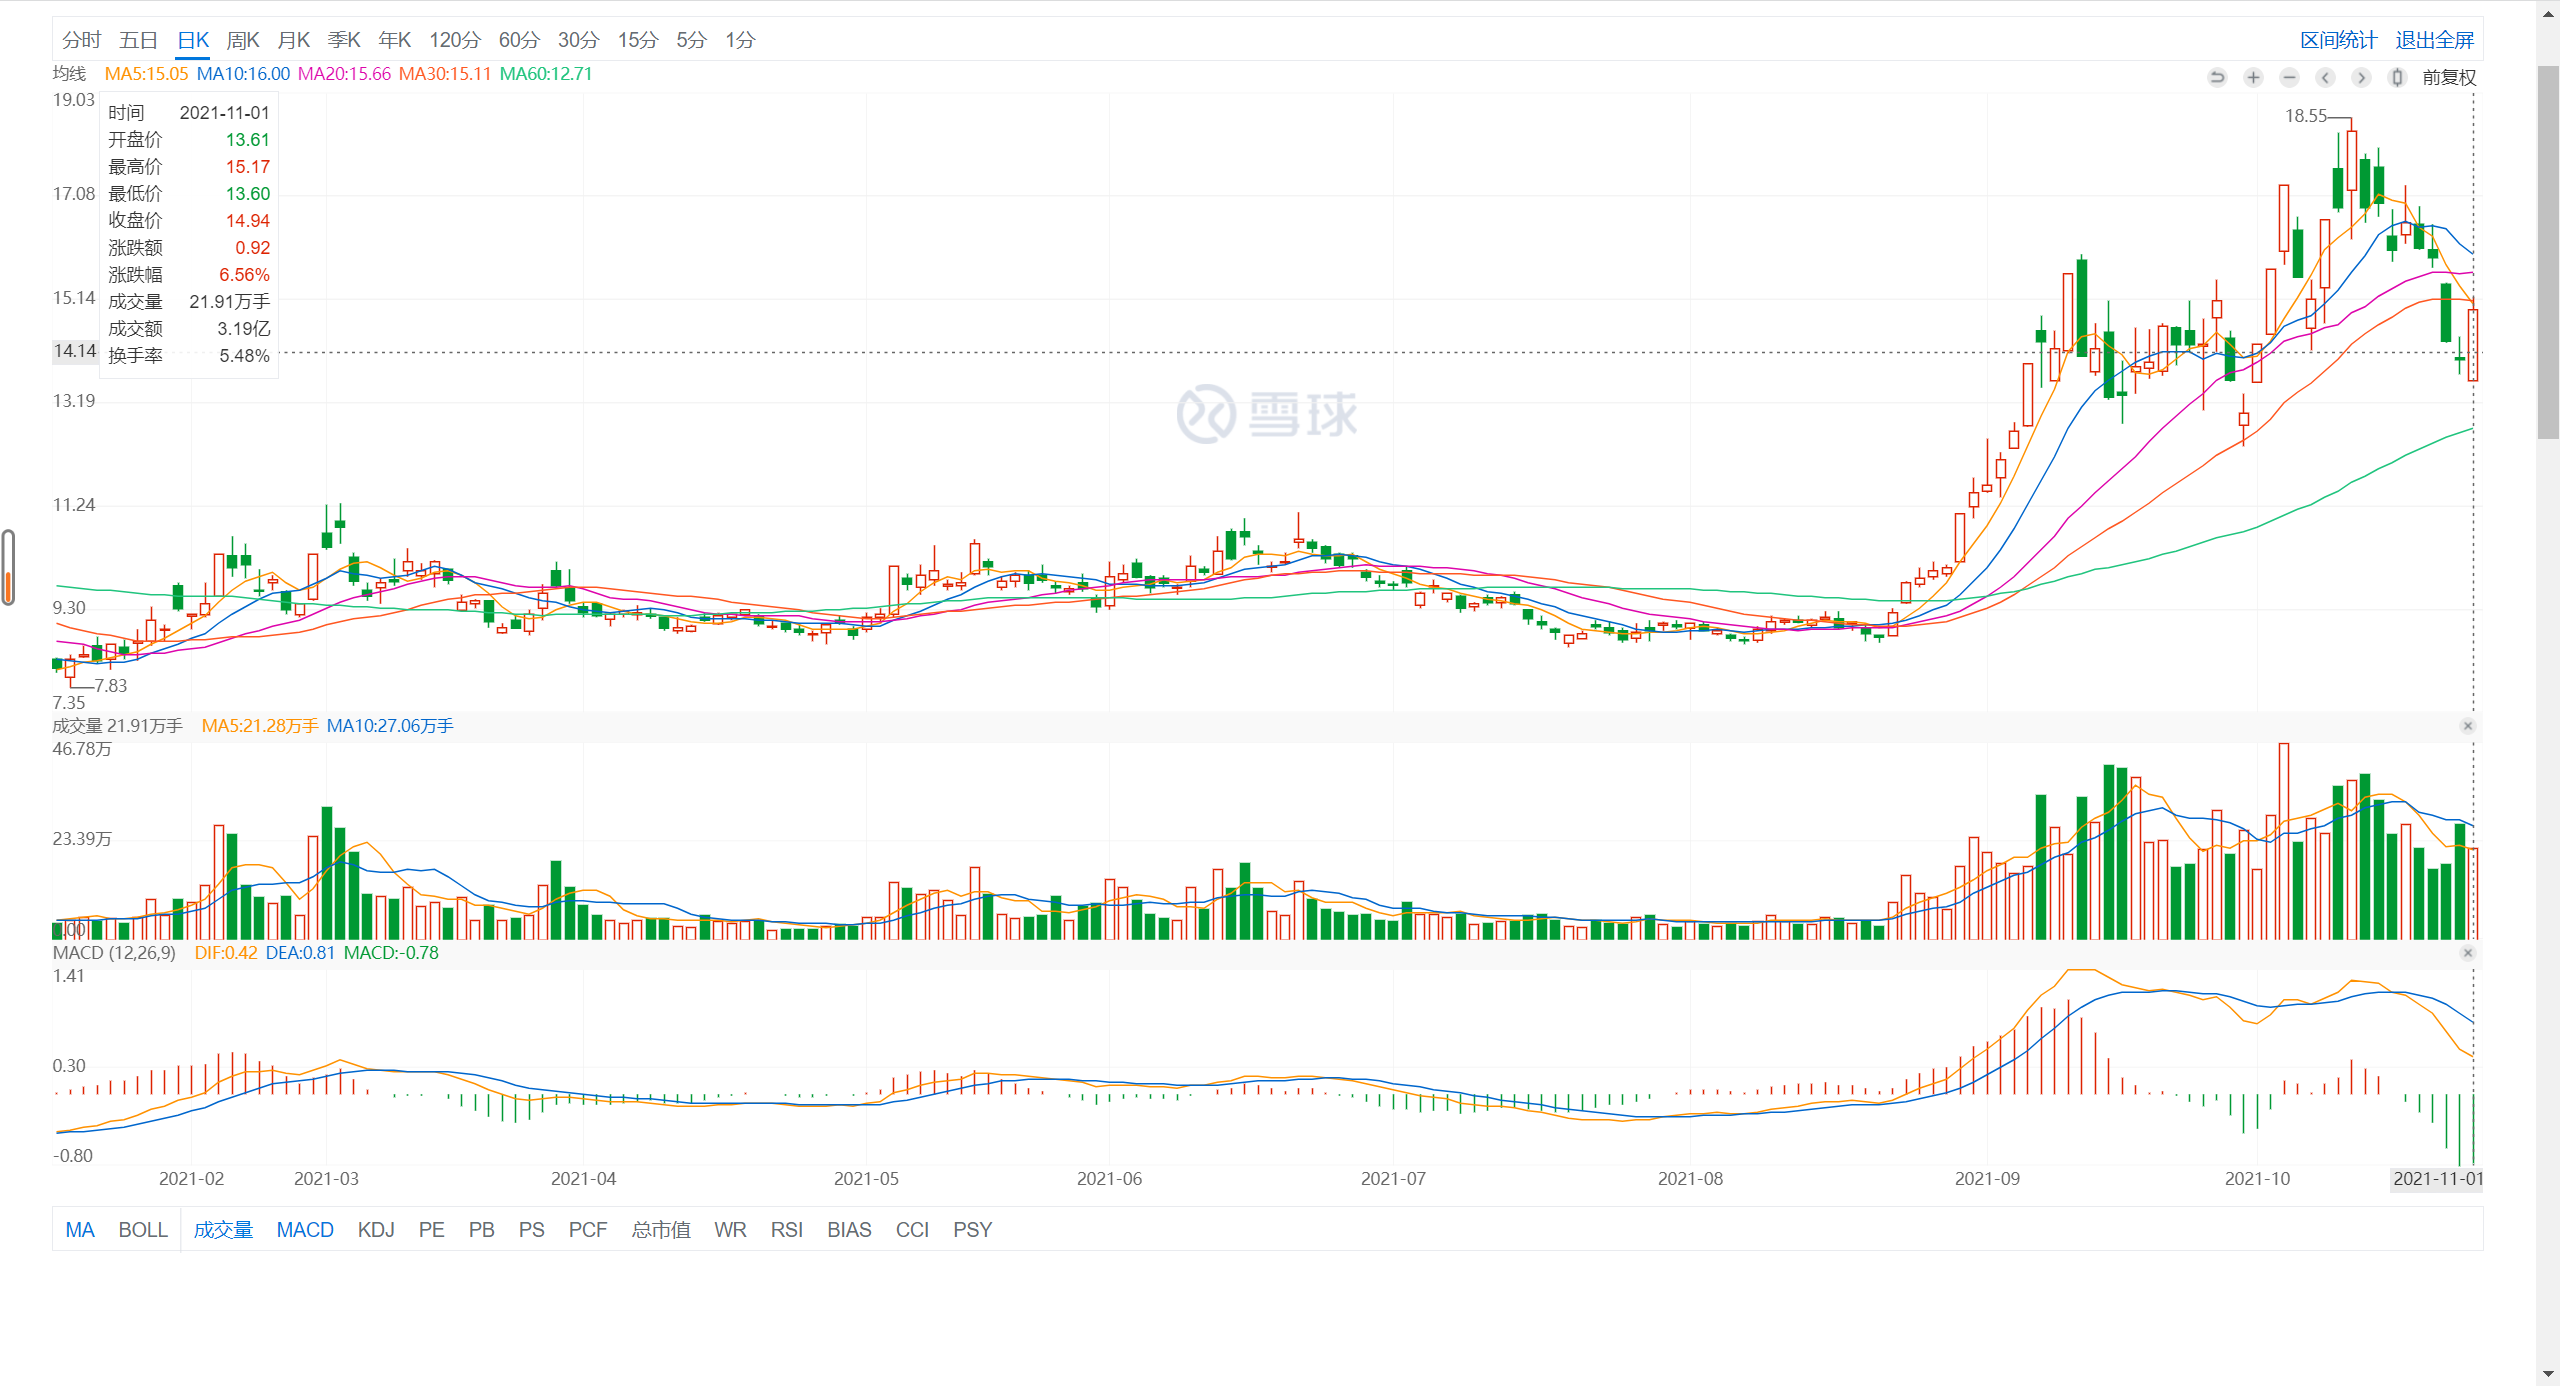 分时 五日 日K 周K 月K 季K 年K 120分 60分 30分 15分 5分 1分 区间统计 退出全屏
均线 MA5:15.05 MA10:16.00 MA20:15.66 MA30:15.11 MA60:12.71 前复权
19.03
时间 2021-11-01
开盘价 13.61
最高价 15.17
最低价 13.60
收盘价 14.94
涨跌额 0.92
涨跌幅 6.56%
成交量 21.91万手
成交额 3.19亿
换手率 5.48%
18.55
17.08
15.14
14.14
13.19
雪球
11.24
9.30
7.83
7.35
成交量 21.91万手 MA5:21.28万手 MA10:27.06万手
46.78万
23.39万
MACD (12,26,9) DIF:0.42 DEA:0.81 MACD:-0.78
1.41
0.30
-0.80
2021-02 2021-03 2021-04 2021-05 2021-06 2021-07 2021-08 2021-09 2021-10 2021-11-01
MA BOLL 成交量 MACD KDJ PE PB PS PCF 总市值 WR RSI BIAS CCI PSY